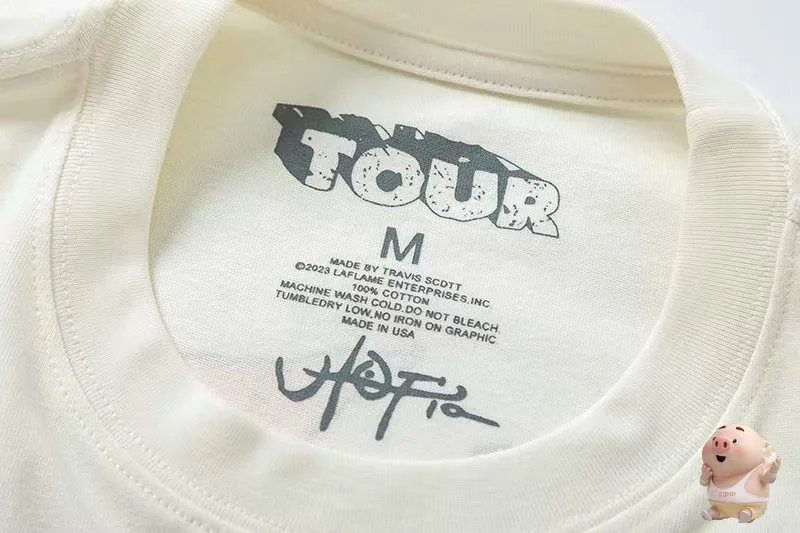 TOUR
M
MADE BY TRAVIS SCOTT
©2023 LAFLAME ENTERPRISES.INC.
100% COTTON
MACHINE WASH COLD.DO NOT BLEACH.
TUMBLEDRY LOW,NO IRON ON GRAPHIC
MADE IN USA